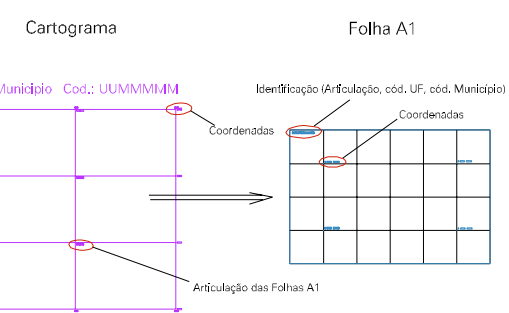 Cartograma
Folha A1
Municipio Cod.: UUMMMMM
Identificação (Articulação, cód. UF, cód. Município)
Coordenadas
Coordenadas
Articulação das Folhas A1